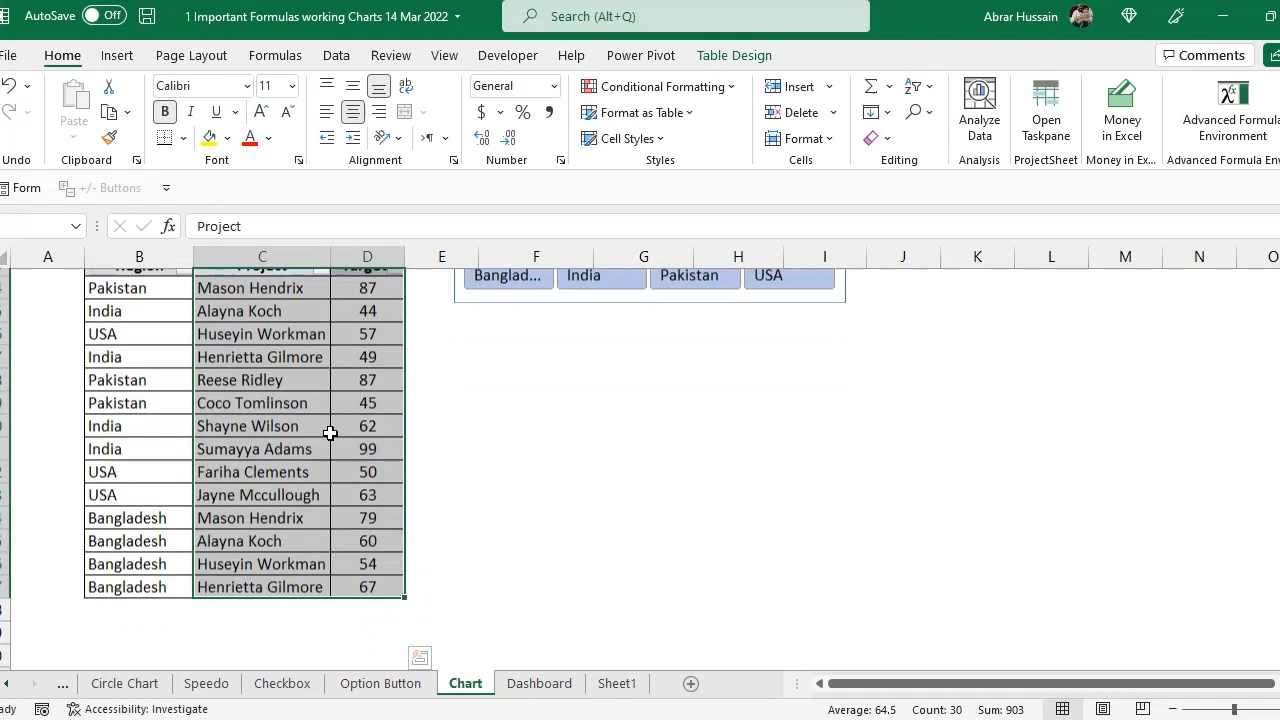 AutoSave Off 1 Important Formulas working Charts 14 Mar 2022 Search (Alt+Q) Abrar Hussain
File Home Insert Page Layout Formulas Data Review View Developer Help Power Pivot Table Design Comments
Calibri 11 General Conditional Formatting Insert
Paste Format as Table Delete Analyze Data Open Taskpane Money in Excel Advanced Formula Environment
Cell Styles Format
Undo Clipboard Font Alignment Number Styles Cells Editing Analysis ProjectSheet Money in Ex... Advanced Formula
Form +/- Buttons
fx Project
A B C D E F G H I J K L M N O
Region Project Target Banglad... India Pakistan USA
Pakistan Mason Hendrix 87
India Alayna Koch 44
USA Huseyin Workman 57
India Henrietta Gilmore 49
Pakistan Reese Ridley 87
Pakistan Coco Tomlinson 45
India Shayne Wilson 62
India Sumayya Adams 99
USA Fariha Clements 50
USA Jayne Mccullough 63
Bangladesh Mason Hendrix 79
Bangladesh Alayna Koch 60
Bangladesh Huseyin Workman 54
Bangladesh Henrietta Gilmore 67
... Circle Chart Speedo Checkbox Option Button Chart Dashboard Sheet1
Accessibility: Investigate Average: 64.5 Count: 30 Sum: 903